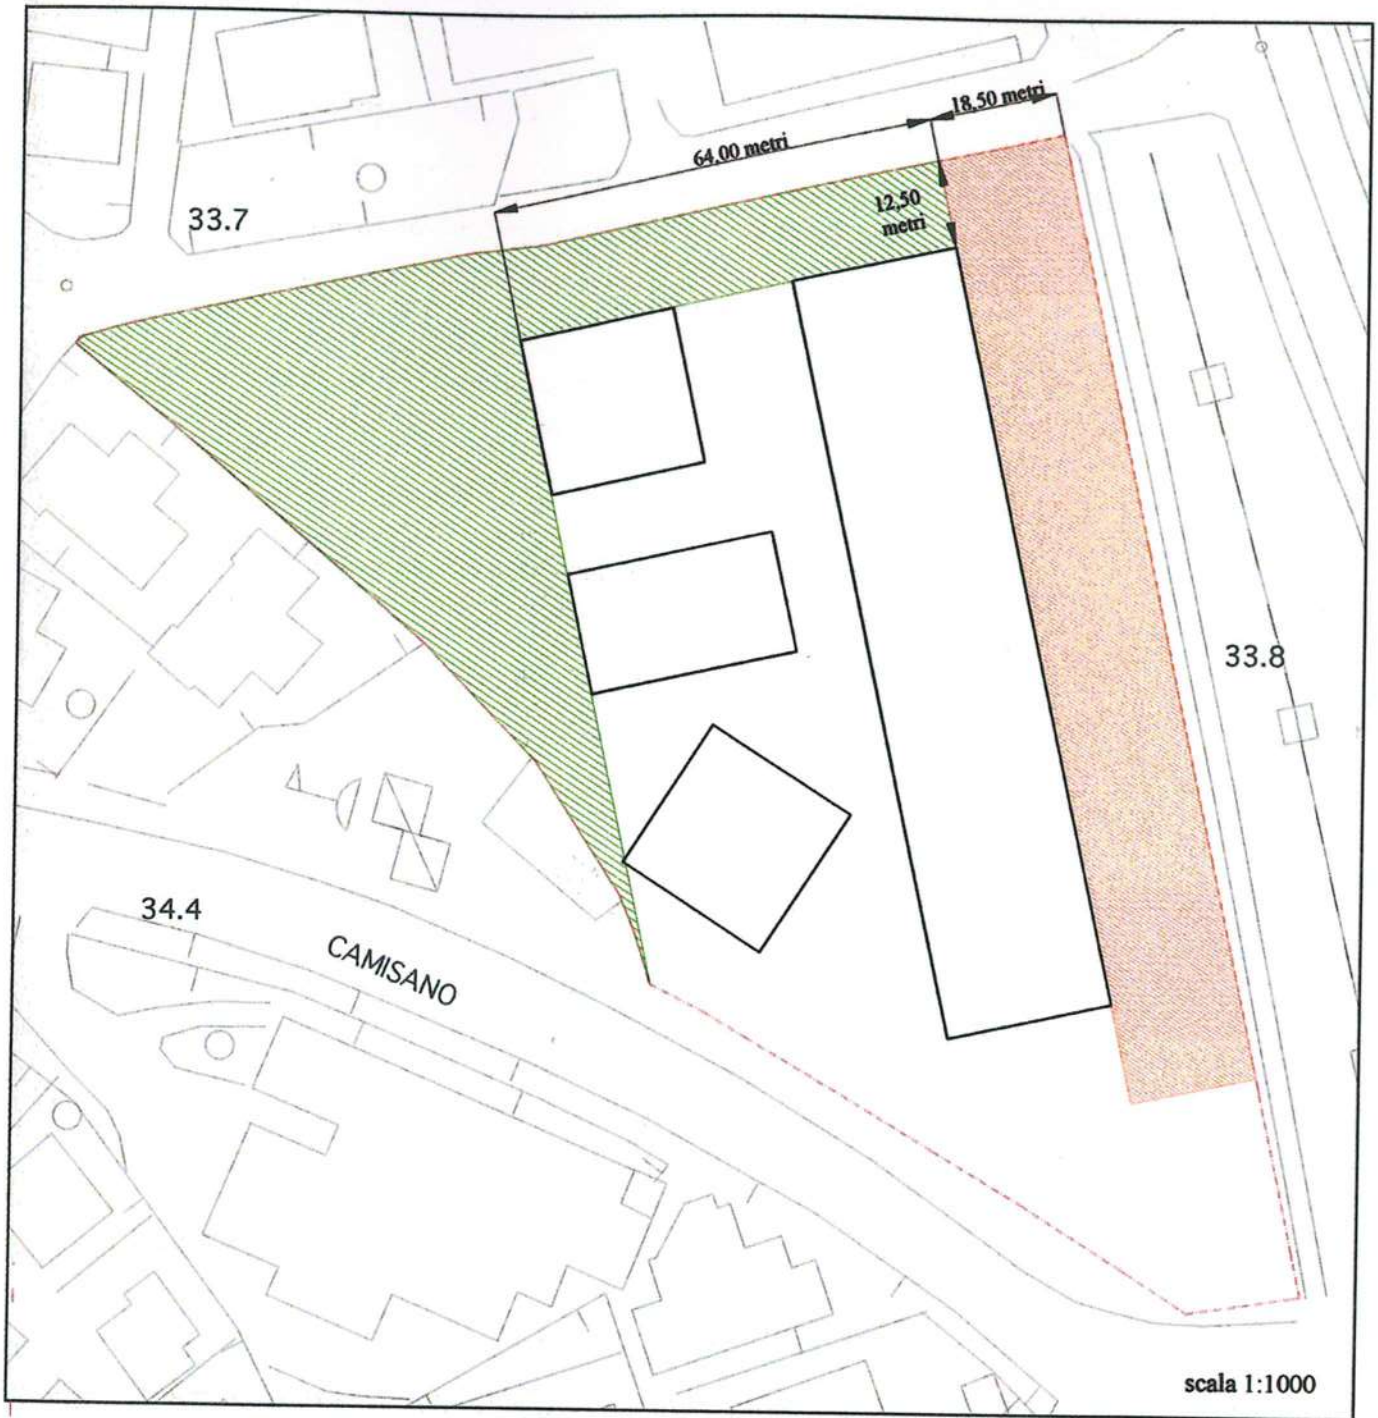 18,50 metri
64,00 metri
12,50
metri
33.7
33.8
34.4
CAMISANO
scala 1:1000